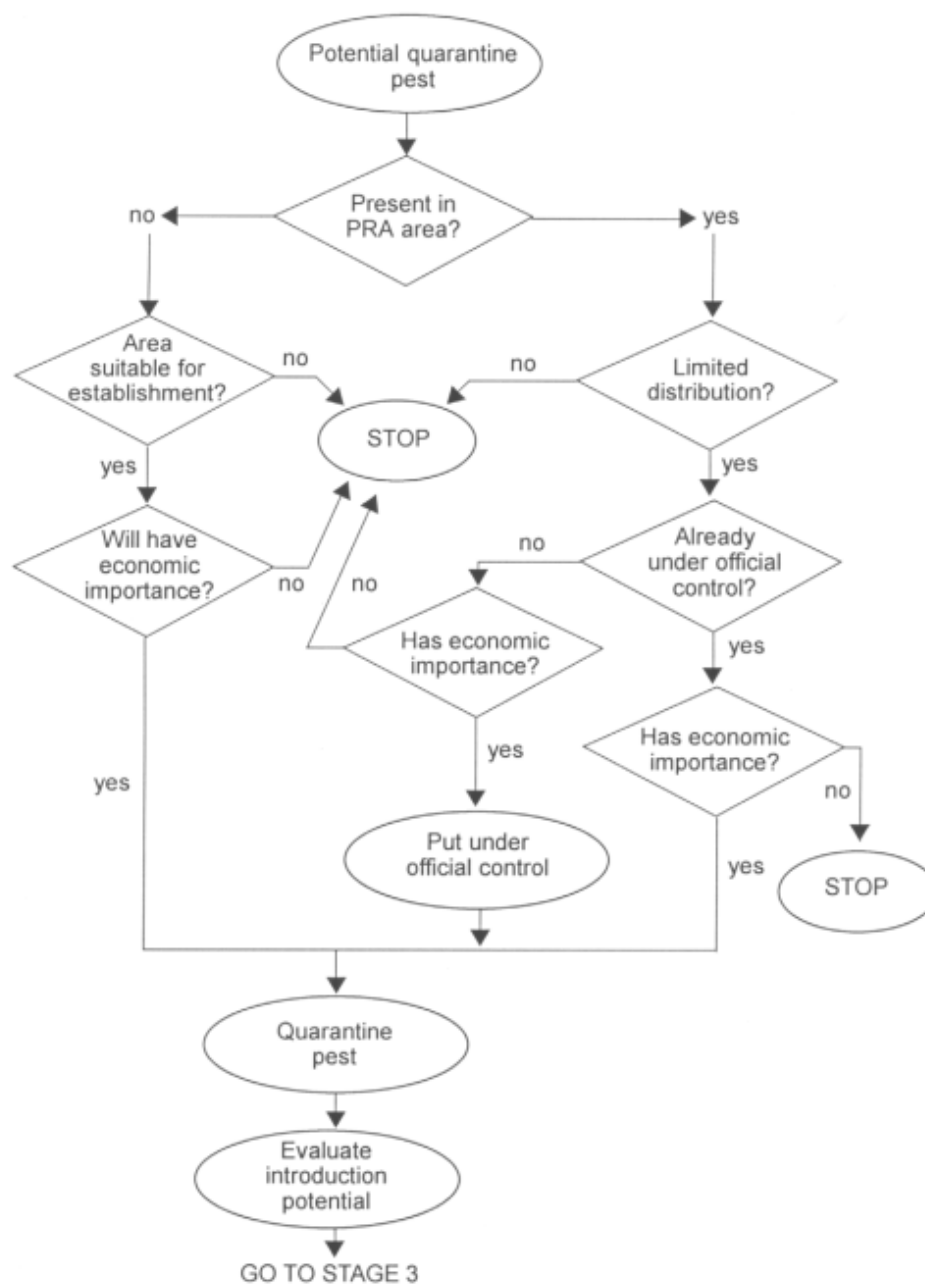 Potential quarantine
pest
Present in
PRA area?
no
yes
Area
suitable for
establishment?
no
STOP
no
Limited
distribution?
yes
yes
Will have
economic
importance?
no
no
Already
under official
control?
no
Has economic
importance?
yes
Has economic
importance?
yes
yes
no
Put under
official control
yes
STOP
Quarantine
pest
Evaluate
introduction
potential
GO TO STAGE 3